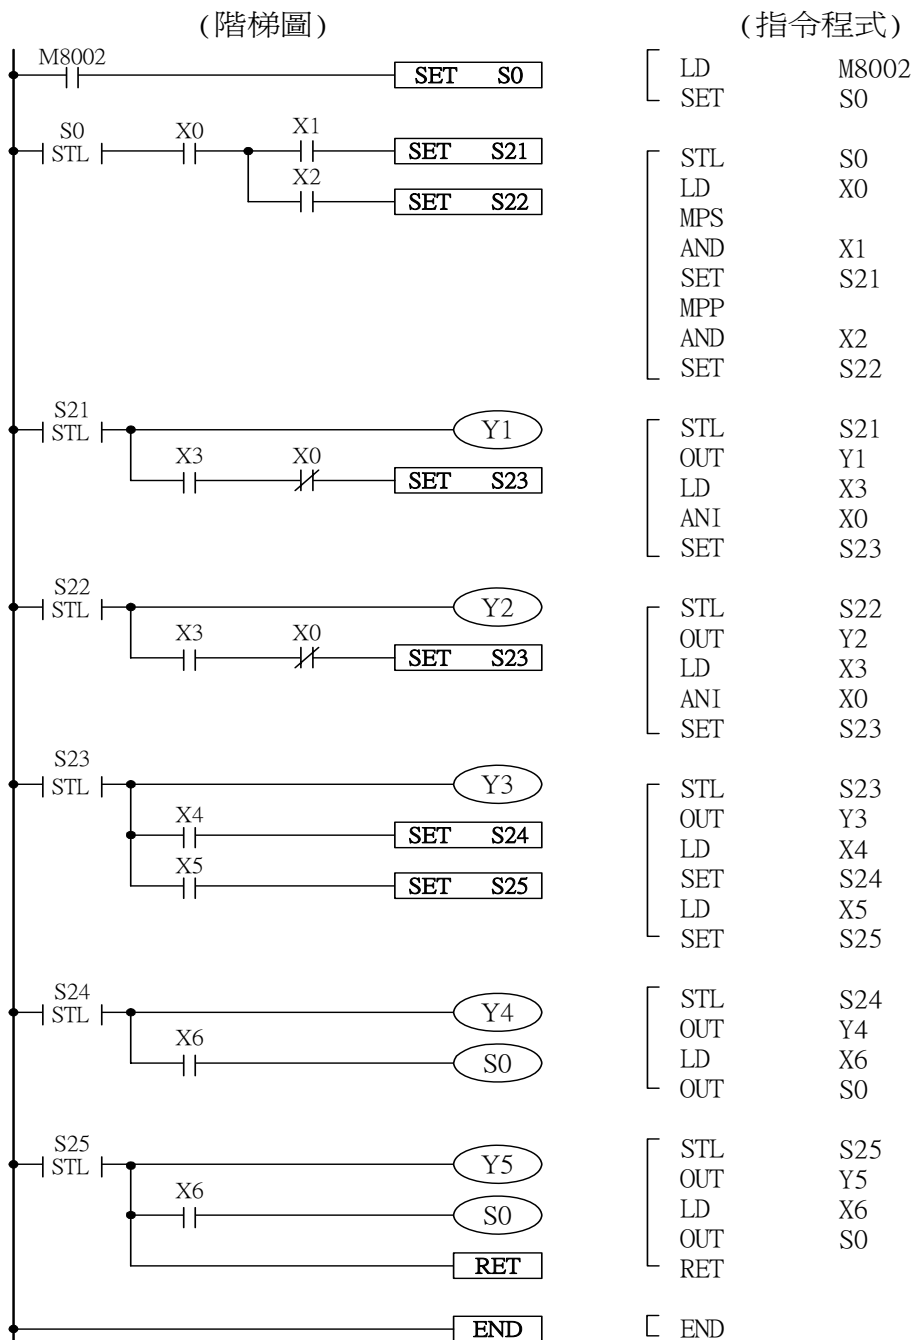 (階梯圖) (指令程式)
M8002
SET S0
LD M8002
SET S0
S0
STL
X0
X1
SET S21
X2
SET S22
STL S0
LD X0
MPS
AND X1
SET S21
MPP
AND X2
SET S22
S21
STL
Y1
X3 X0
SET S23
STL S21
OUT Y1
LD X3
ANI X0
SET S23
S22
STL
Y2
X3 X0
SET S23
STL S22
OUT Y2
LD X3
ANI X0
SET S23
S23
STL
Y3
X4
SET S24
X5
SET S25
STL S23
OUT Y3
LD X4
SET S24
LD X5
SET S25
S24
STL
Y4
X6
S0
STL S24
OUT Y4
LD X6
OUT S0
S25
STL
Y5
X6
S0
RET
STL S25
OUT Y5
LD X6
OUT S0
RET
END
END